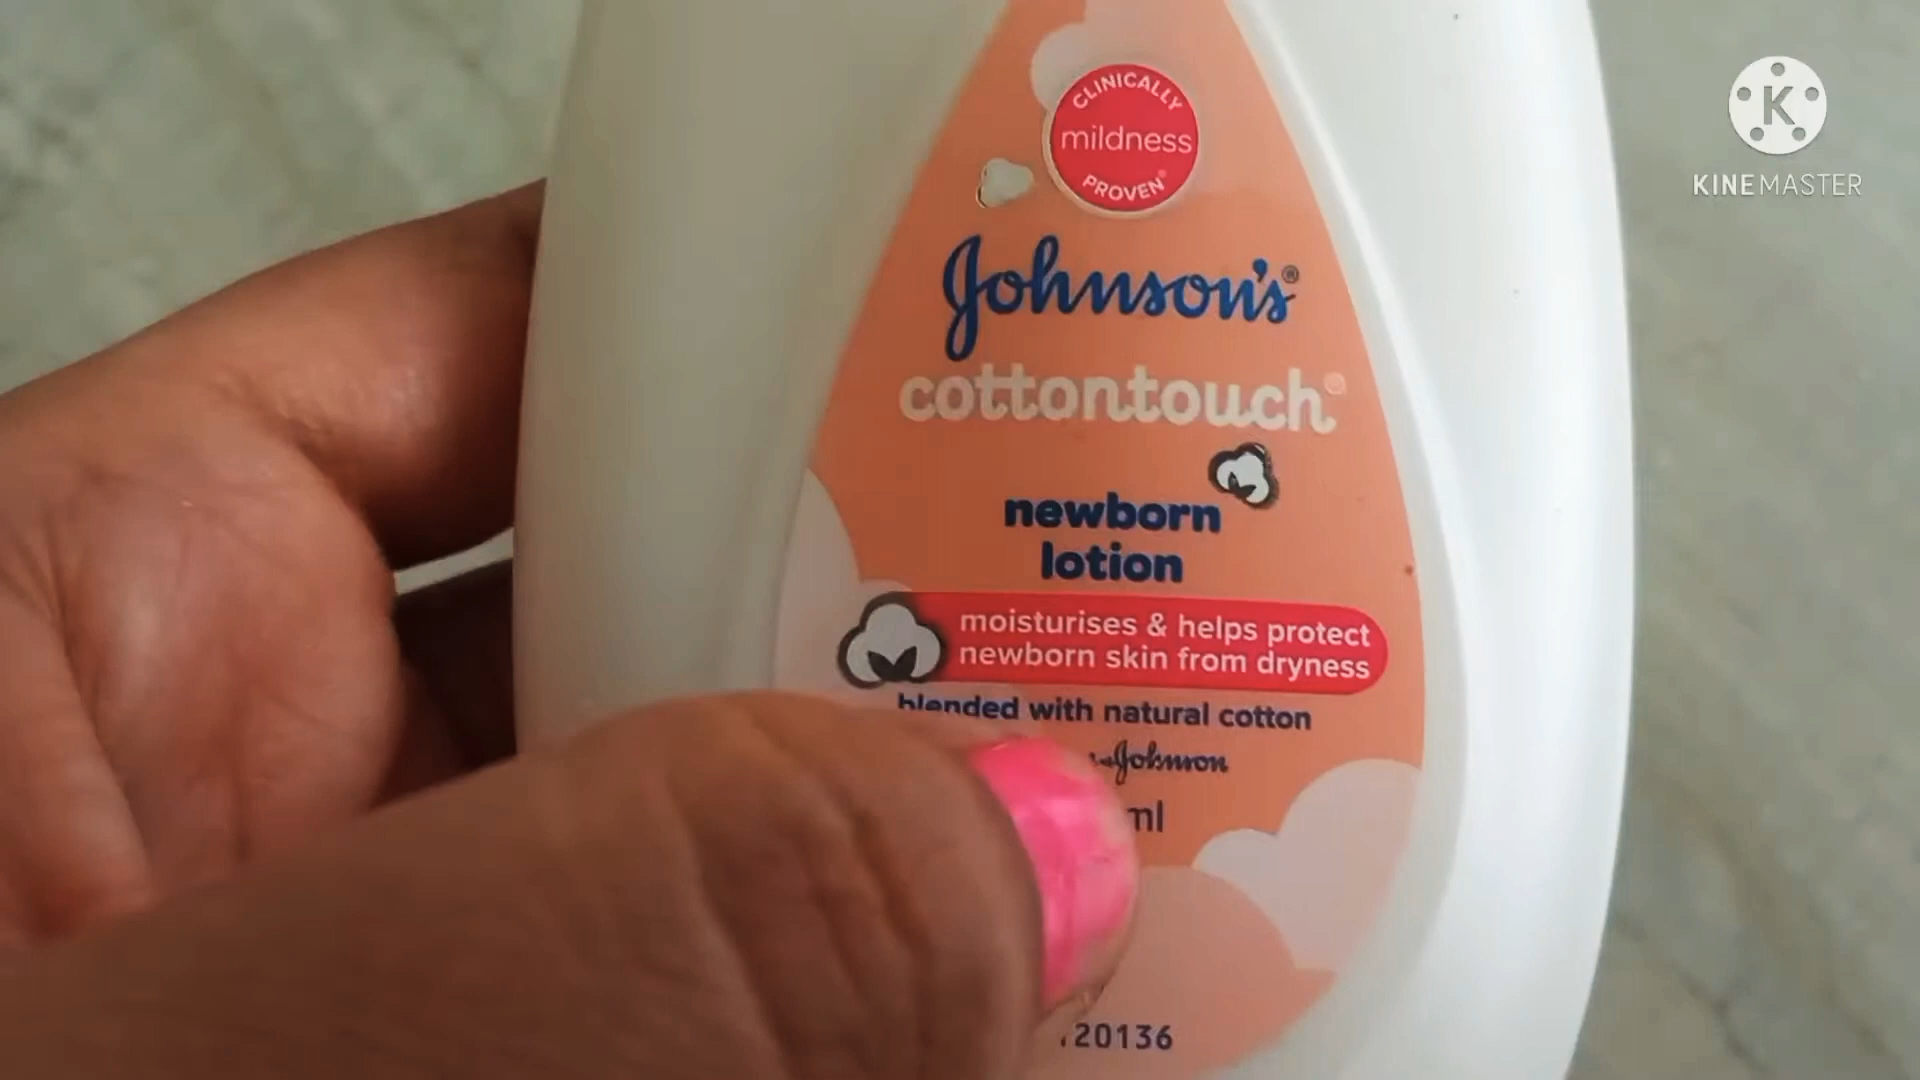 CLINICALLY
mildness
PROVEN®
Johnson's®
cottontouch®
newborn
lotion
moisturises & helps protect
newborn skin from dryness
blended with natural cotton
Johnson
ml
20136
K
KINEMASTER